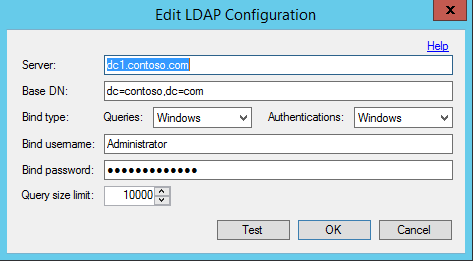 Edit LDAP Configuration
x
Help
Server: dc1.contoso.com
Base DN: dc=contoso,dc=com
Bind type: Queries: Windows Authentications: Windows
Bind username: Administrator
Bind password: ●●●●●●●●●●●●●
Query size limit: 10000
Test OK Cancel